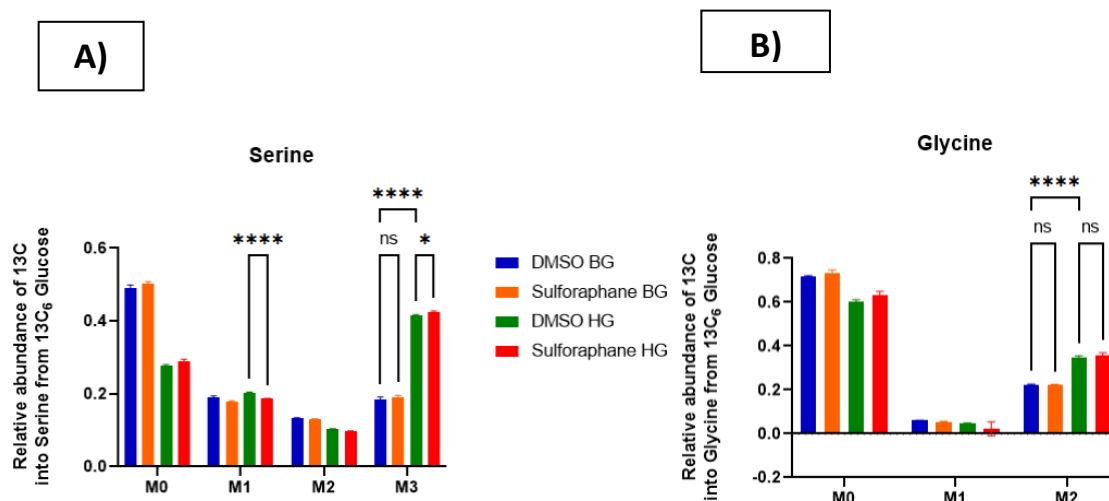 A)
B)
Serine
Relative abundance of 13C
into Serine from 13C₆ Glucose
0.6
0.4
0.2
0.0
****
ns
*
****
M0
M1
M2
M3
DMSO BG
Sulforaphane BG
DMSO HG
Sulforaphane HG
Glycine
Relative abundance of 13C
into Glycine from 13C₆ Glucose
0.8
0.6
0.4
0.2
0.0
-0.2
****
ns
ns
M0
M1
M2